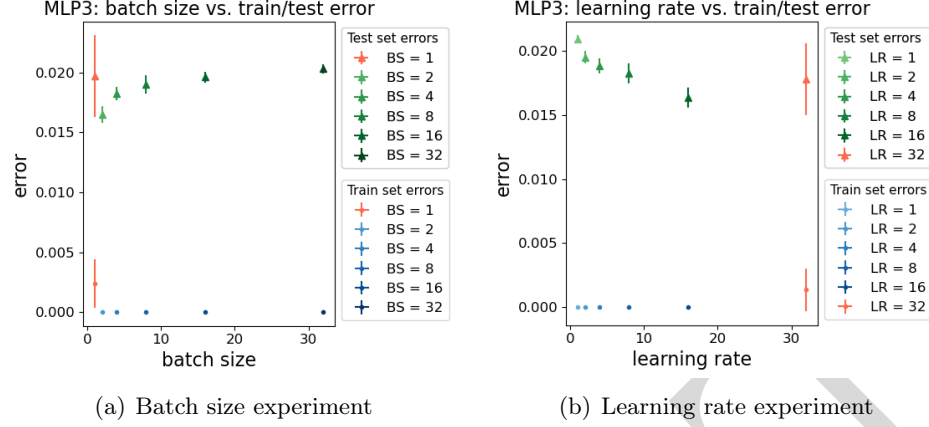 MLP3: batch size vs. train/test error
error
0.020
0.015
0.010
0.005
0.000
0
10
20
30
batch size
Test set errors
BS = 1
BS = 2
BS = 4
BS = 8
BS = 16
BS = 32
Train set errors
BS = 1
BS = 2
BS = 4
BS = 8
BS = 16
BS = 32
(a) Batch size experiment
MLP3: learning rate vs. train/test error
error
0.020
0.015
0.010
0.005
0.000
0
10
20
30
learning rate
Test set errors
LR = 1
LR = 2
LR = 4
LR = 8
LR = 16
LR = 32
Train set errors
LR = 1
LR = 2
LR = 4
LR = 8
LR = 16
LR = 32
(b) Learning rate experiment